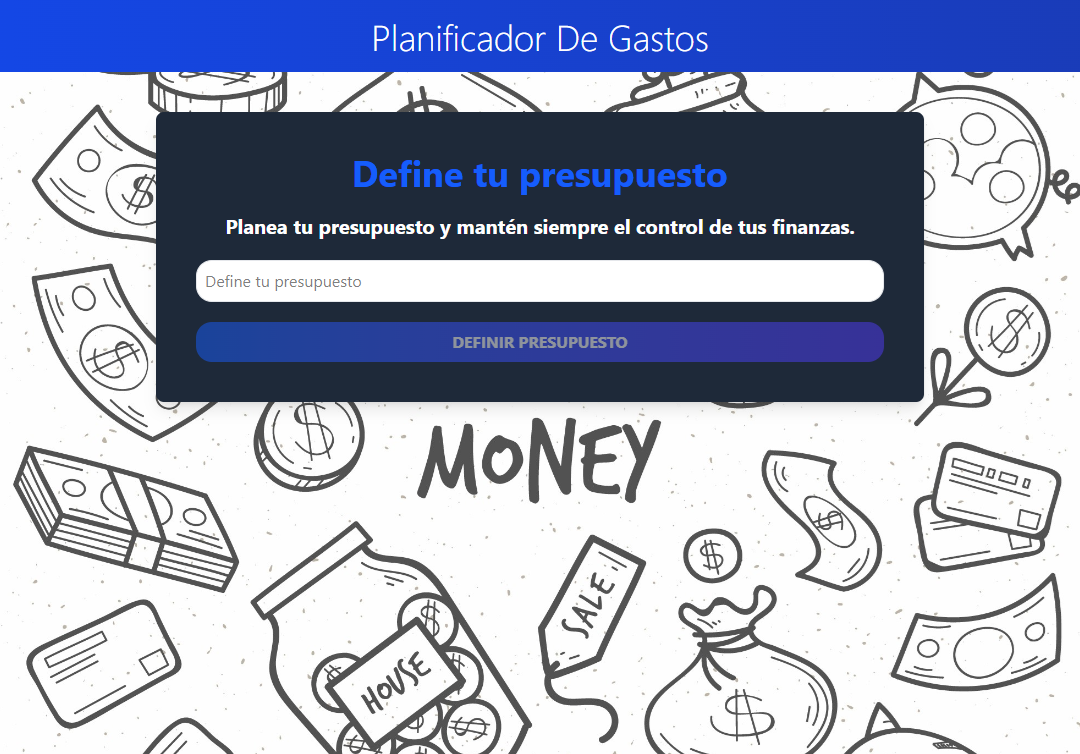 Planificador De Gastos
Define tu presupuesto
Planea tu presupuesto y mantén siempre el control de tus finanzas.
Define tu presupuesto
DEFINIR PRESUPUESTO
MONEY
SALE
HOUSE